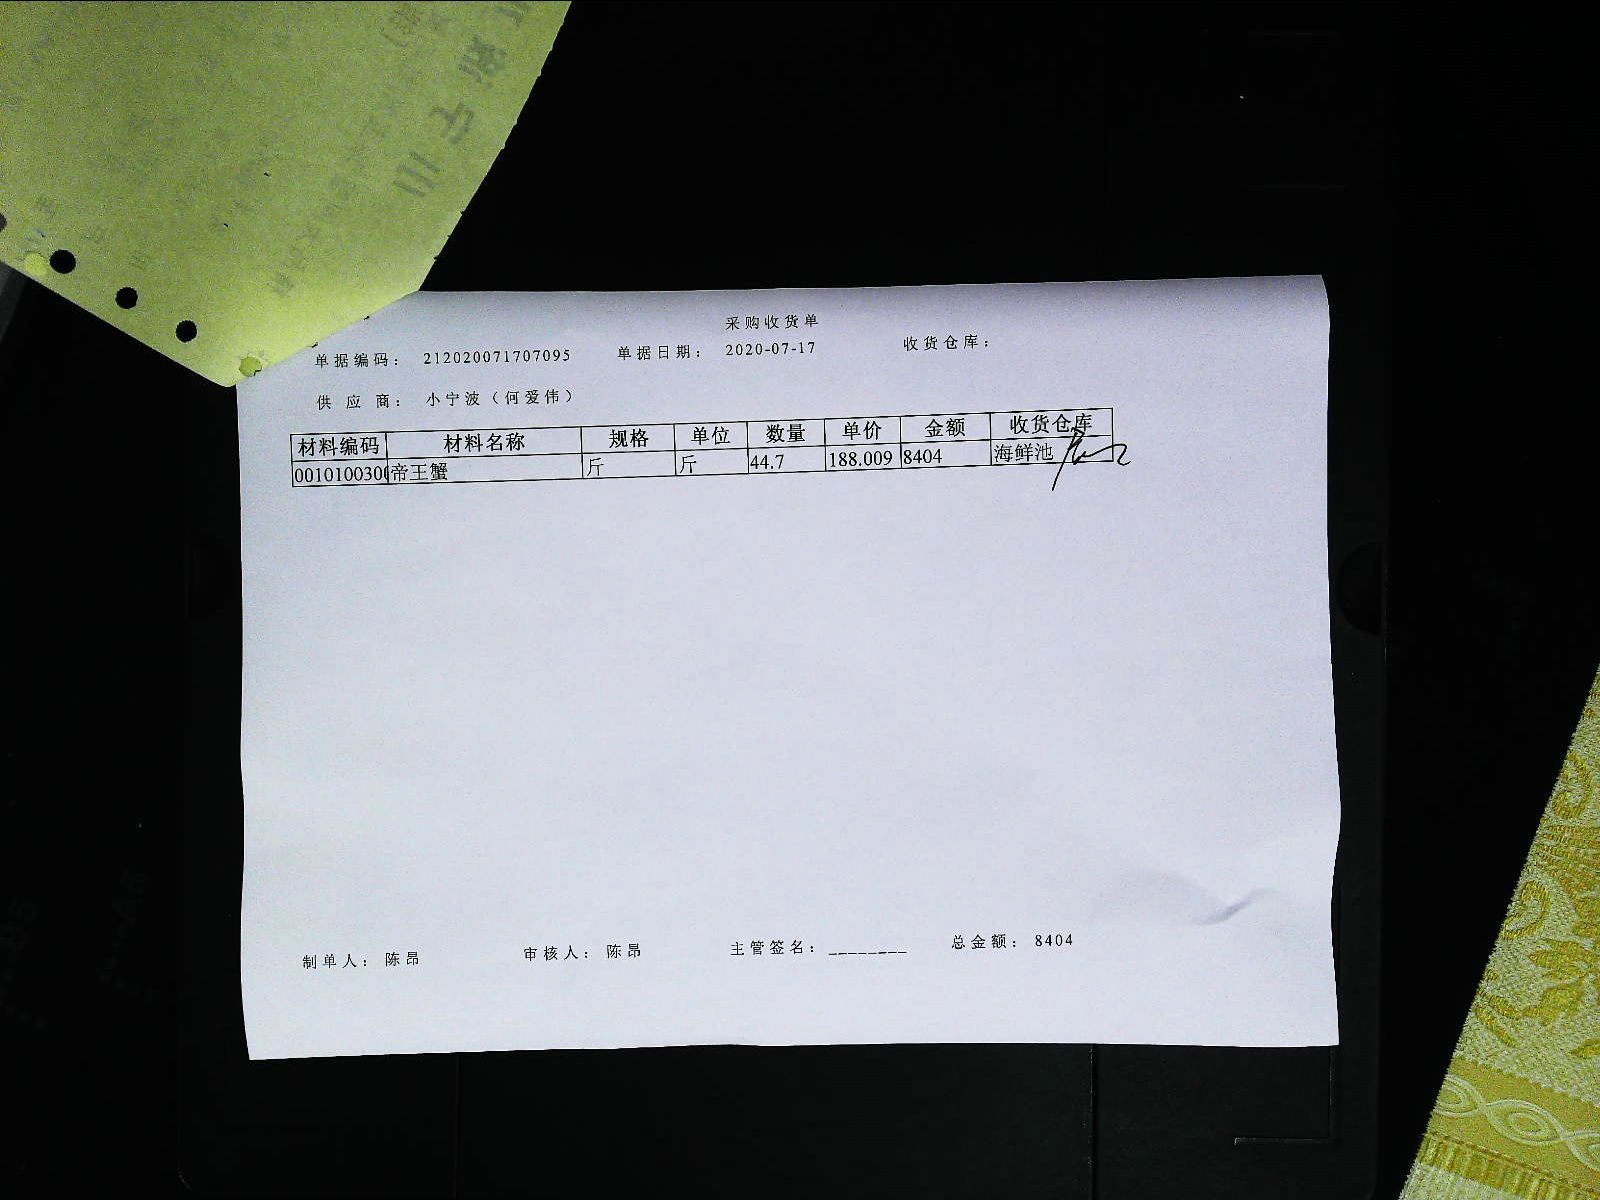 采购收货单
单据编码： 212020071707095 单据日期： 2020-07-17 收货仓库：
供 应 商： 小宁波（何爱伟）
材料编码 材料名称 规格 单位 数量 单价 金额 收货仓库
0010100300 帝王蟹 斤 斤 44.7 188.009 8404 海鲜池
制单人： 陈昂 审核人： 陈昂 主管签名： ________ 总金额： 8404